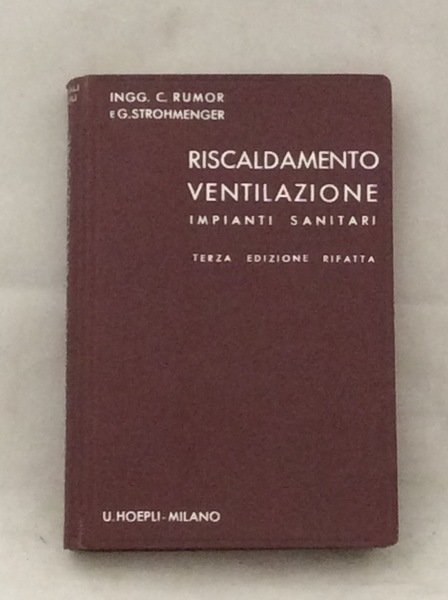 INGG. C. RUMOR
E G. STROHMENGER
RISCALDAMENTO
VENTILAZIONE
IMPIANTI SANITARI
TERZA EDIZIONE RIFATTA
U. HOEPLI - MILANO